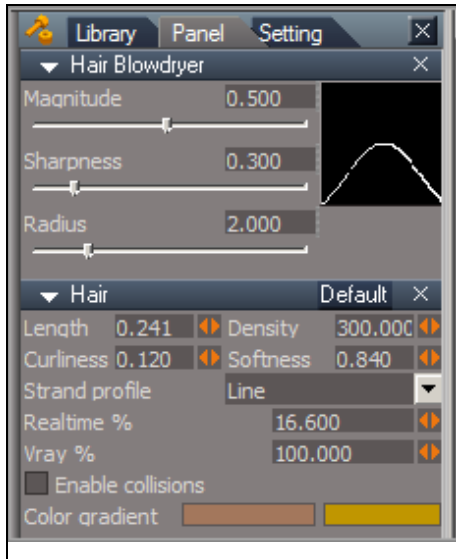 Library Panel Setting
Hair Blowdryer
Magnitude 0.500
Sharpness 0.300
Radius 2.000
Hair Default
Length 0.241 Density 300.000
Curliness 0.120 Softness 0.840
Strand profile Line
Realtime % 16.600
Vray % 100.000
Enable collisions
Color gradient